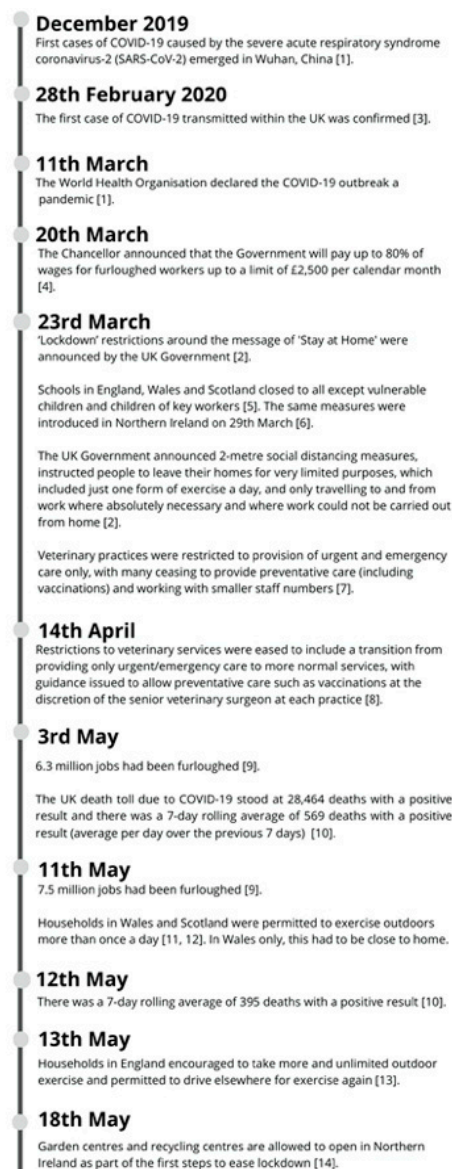 December 2019
First cases of COVID-19 caused by the severe acute respiratory syndrome
coronavirus-2 (SARS-CoV-2) emerged in Wuhan, China [1].
28th February 2020
The first case of COVID-19 transmitted within the UK was confirmed [3].
11th March
The World Health Organisation declared the COVID-19 outbreak a
pandemic [1].
20th March
The Chancellor announced that the Government will pay up to 80% of
wages for furloughed workers up to a limit of £2,500 per calendar month
[4].
23rd March
'Lockdown' restrictions around the message of 'Stay at Home' were
announced by the UK Government [2].
Schools in England, Wales and Scotland closed to all except vulnerable
children and children of key workers [5]. The same measures were
introduced in Northern Ireland on 29th March [6].
The UK Government announced 2-metre social distancing measures,
instructed people to leave their homes for very limited purposes, which
included just one form of exercise a day, and only travelling to and from
work where absolutely necessary and where work could not be carried out
from home [2].
Veterinary practices were restricted to provision of urgent and emergency
care only, with many ceasing to provide preventative care (including
vaccinations) and working with smaller staff numbers [7].
14th April
Restrictions to veterinary services were eased to include a transition from
providing only urgent/emergency care to more normal services, with
guidance issued to allow preventative care such as vaccinations at the
discretion of the senior veterinary surgeon at each practice [8].
3rd May
6.3 million jobs had been furloughed [9].
The UK death toll due to COVID-19 stood at 28,464 deaths with a positive
result and there was a 7-day rolling average of 569 deaths with a positive
result (average per day over the previous 7 days) [10].
11th May
7.5 million jobs had been furloughed [9].
Households in Wales and Scotland were permitted to exercise outdoors
more than once a day [11, 12]. In Wales only, this had to be close to home.
12th May
There was a 7-day rolling average of 395 deaths with a positive result [10].
13th May
Households in England encouraged to take more and unlimited outdoor
exercise and permitted to drive elsewhere for exercise again [13].
18th May
Garden centres and recycling centres are allowed to open in Northern
Ireland as part of the first steps to ease lockdown [14].